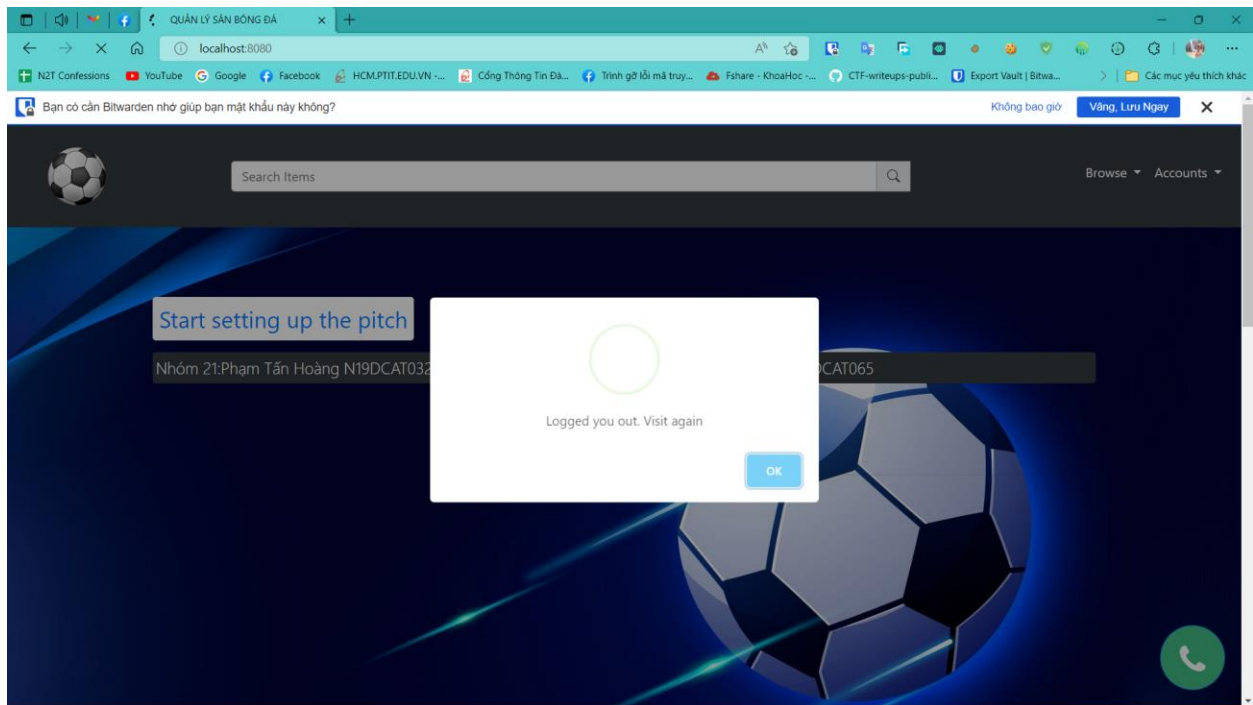 QUẢN LÝ SÂN BÓNG ĐÁ
localhost:8080
N2T Confessions YouTube Google Facebook HCM.PTIT.EDU.VN -... Cổng Thông Tin Đà... Trình gỡ lỗi mã truy... Fshare - KhoaHoc -... CTF-writeups-publi... Export Vault | Bitwa... Các mục yêu thích khác
Bạn có cần Bitwarden nhớ giúp bạn mật khẩu này không? Không bao giờ Vâng, Lưu Ngay
Search Items Browse Accounts
Start setting up the pitch
Nhóm 21:Phạm Tấn Hoàng N19DCAT032 CAT065
Logged you out. Visit again
OK